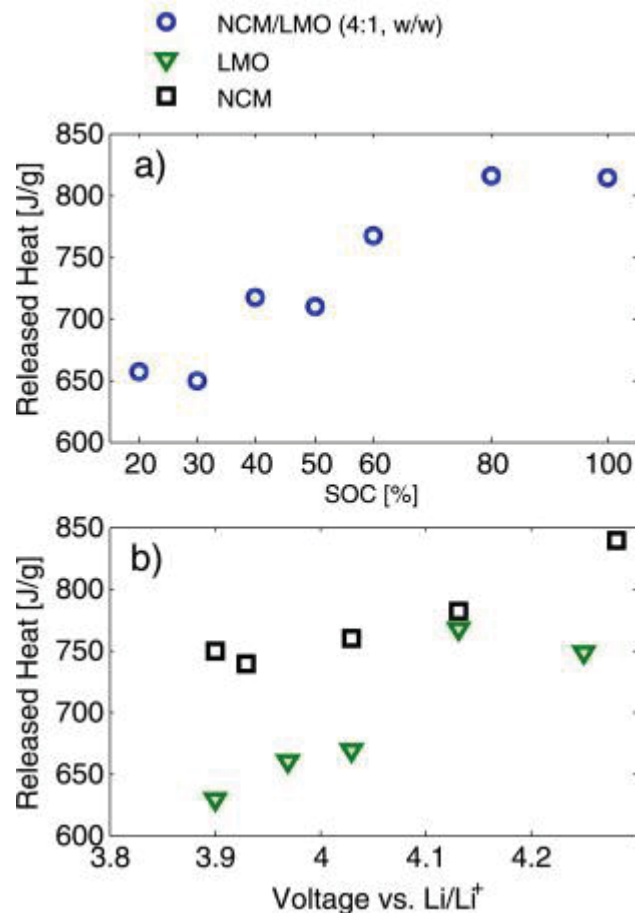 NCM/LMO (4:1, w/w)
LMO
NCM
850
800
750
700
650
600
Released Heat [J/g]
a)
20 30 40 50 60 80 100
SOC [%]
850
800
750
700
650
600
Released Heat [J/g]
b)
3.8 3.9 4 4.1 4.2
Voltage vs. Li/Li⁺